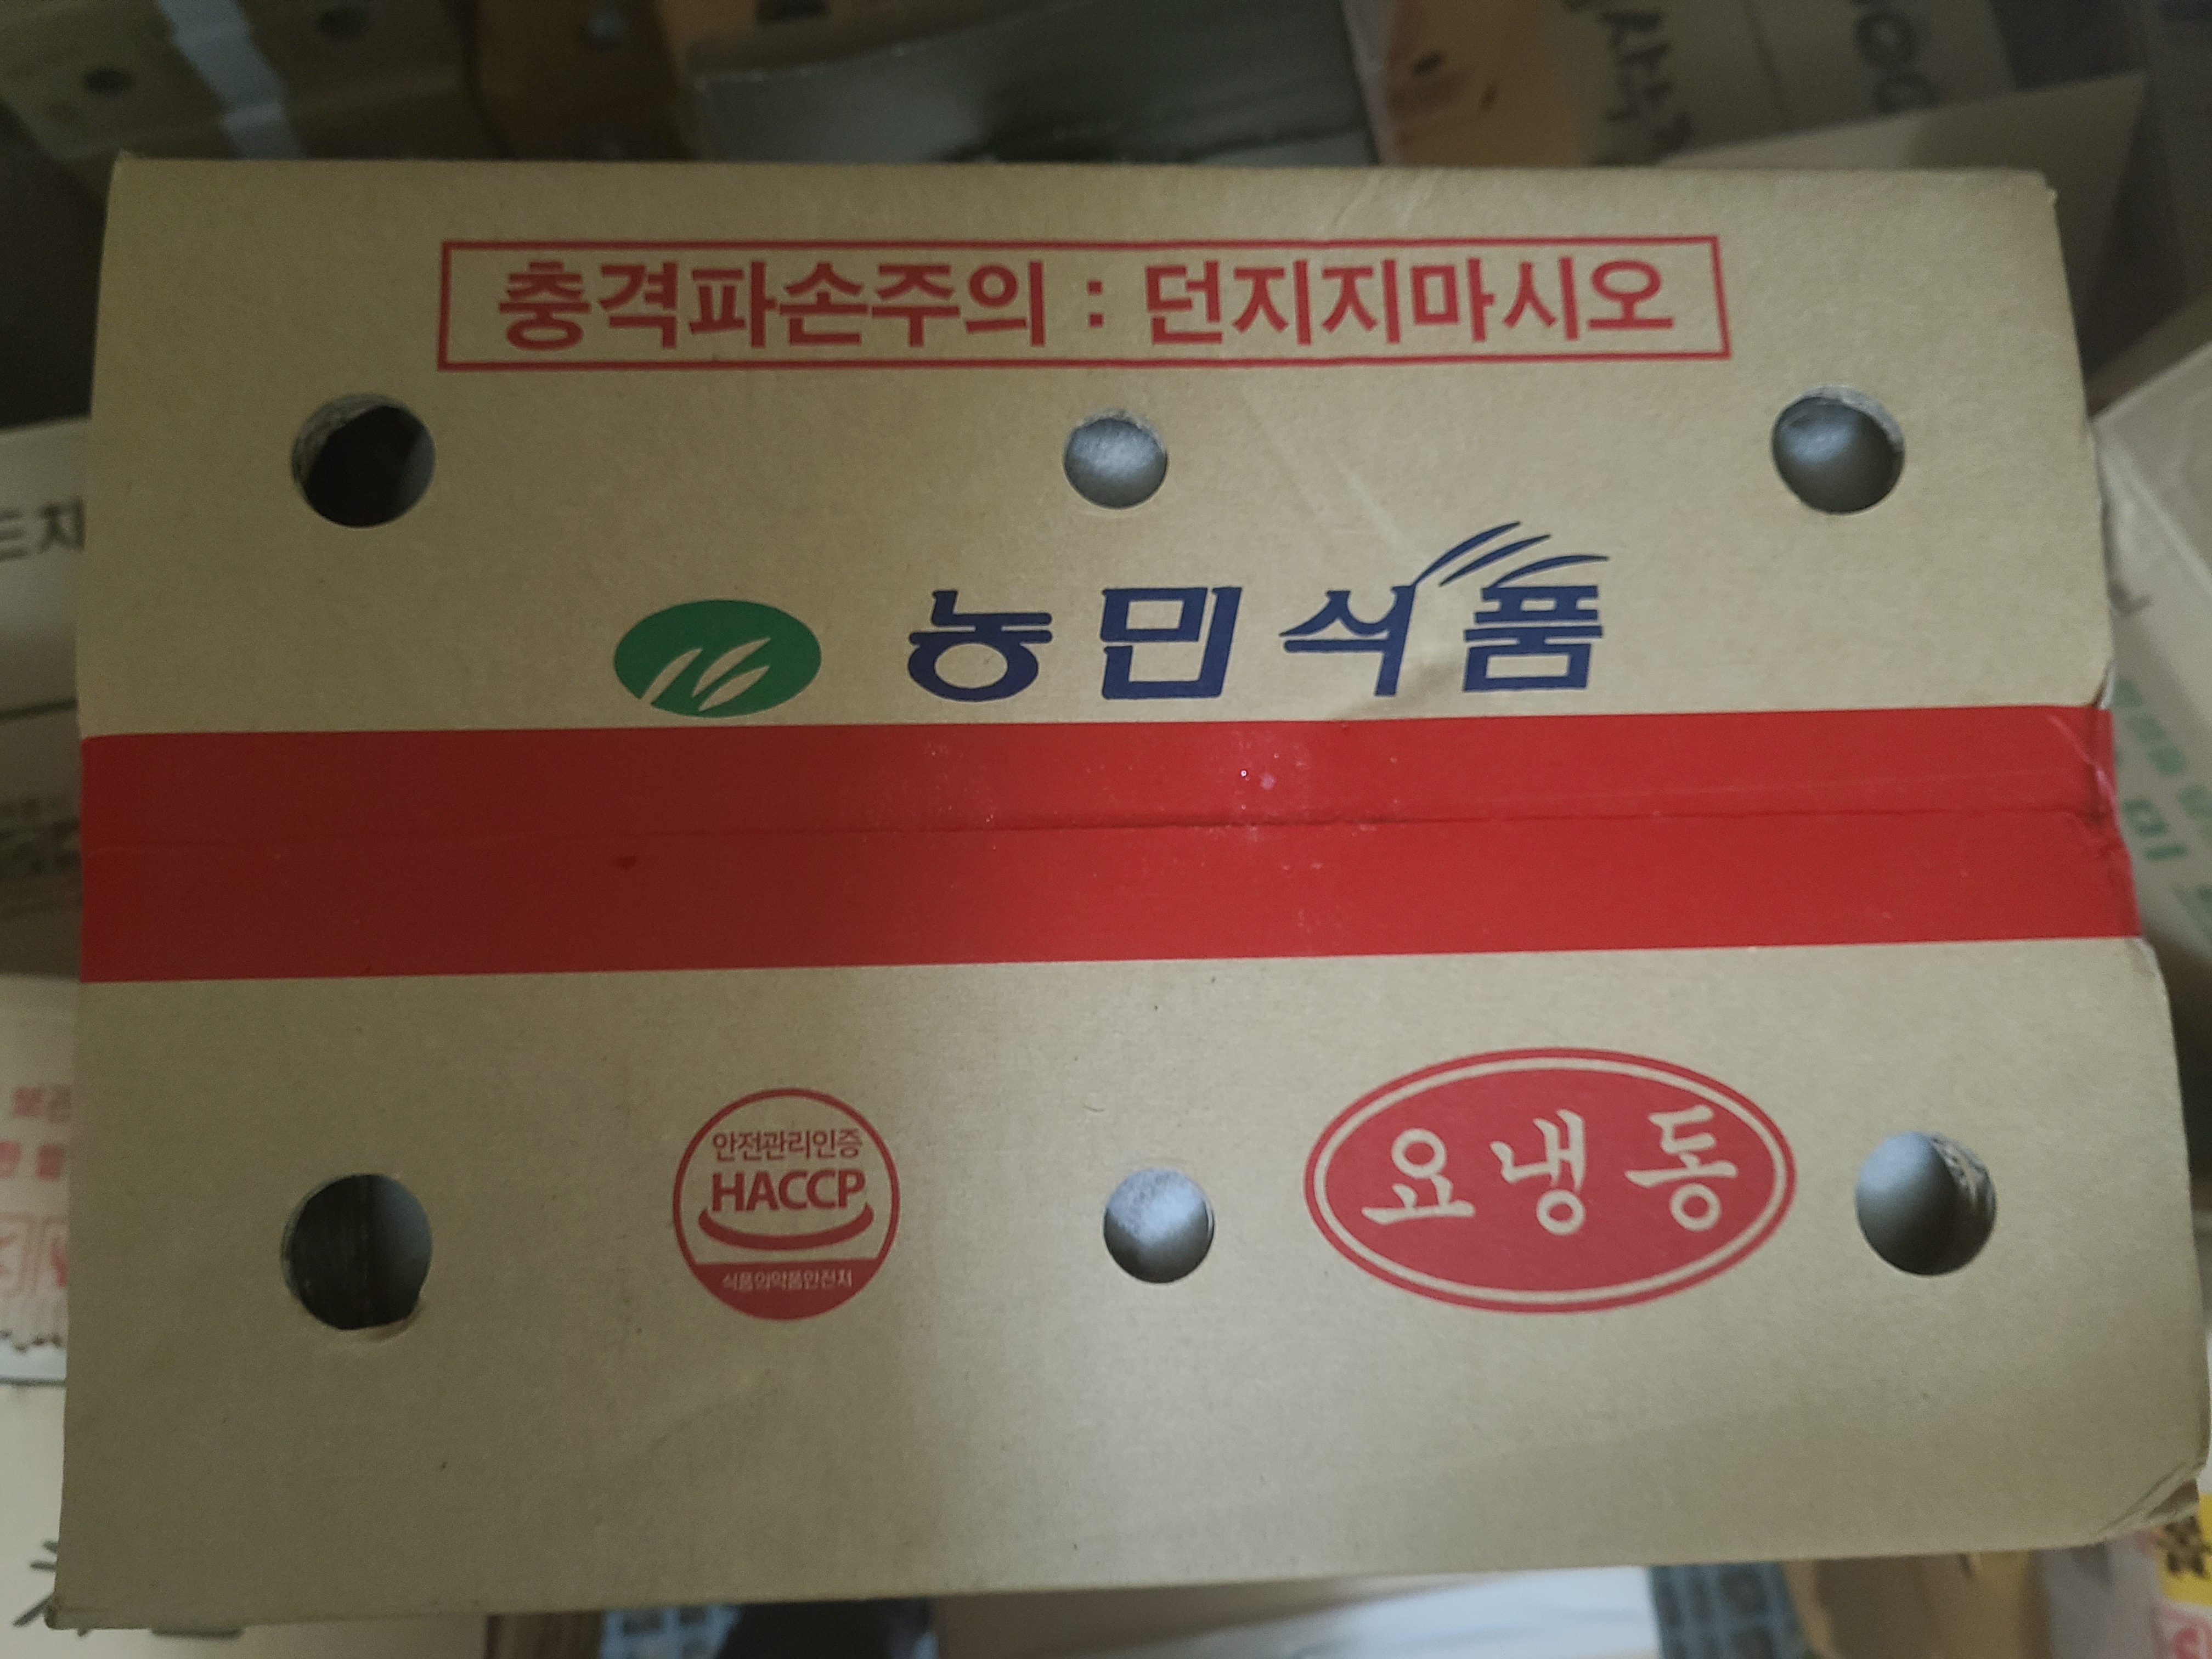 충격파손주의 : 던지지마시오
농민식품
안전관리인증
HACCP
식품의약품안전처
요냉동